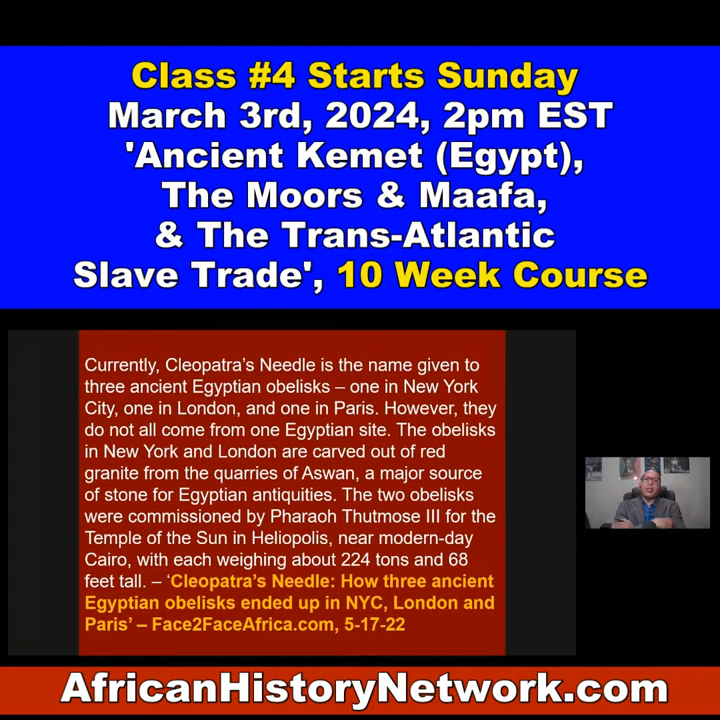 Class #4 Starts Sunday
March 3rd, 2024, 2pm EST
'Ancient Kemet (Egypt),
The Moors & Maafa,
& The Trans-Atlantic
Slave Trade', 10 Week Course
Currently, Cleopatra's Needle is the name given to
three ancient Egyptian obelisks – one in New York
City, one in London, and one in Paris. However, they
do not all come from one Egyptian site. The obelisks
in New York and London are carved out of red
granite from the quarries of Aswan, a major source
of stone for Egyptian antiquities. The two obelisks
were commissioned by Pharaoh Thutmose III for the
Temple of the Sun in Heliopolis, near modern-day
Cairo, with each weighing about 224 tons and 68
feet tall. – 'Cleopatra's Needle: How three ancient
Egyptian obelisks ended up in NYC, London and
Paris' – Face2FaceAfrica.com, 5-17-22
AfricanHistoryNetwork.com